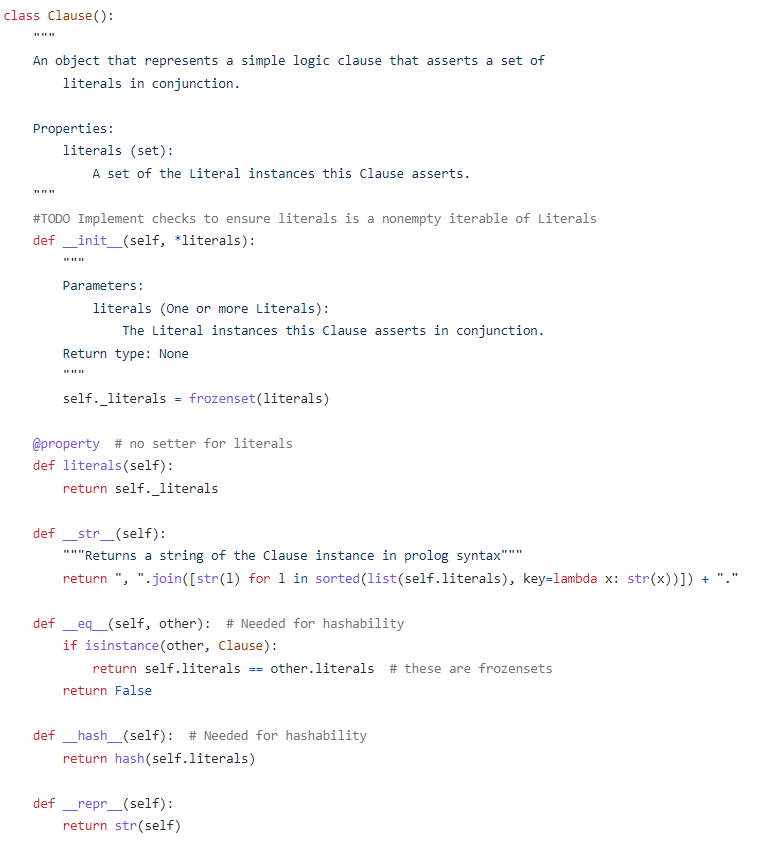 class Clause():
    """
    An object that represents a simple logic clause that asserts a set of
        literals in conjunction.

    Properties:
        literals (set):
            A set of the Literal instances this Clause asserts.
    """
    #TODO Implement checks to ensure literals is a nonempty iterable of Literals
    def __init__(self, *literals):
        """
        Parameters:
            literals (One or more Literals):
                The Literal instances this Clause asserts in conjunction.
        Return type: None
        """
        self._literals = frozenset(literals)

    @property  # no setter for literals
    def literals(self):
        return self._literals

    def __str__(self):
        """Returns a string of the Clause instance in prolog syntax"""
        return ", ".join([str(l) for l in sorted(list(self.literals), key=lambda x: str(x))]) + "."

    def __eq__(self, other):  # Needed for hashability
        if isinstance(other, Clause):
            return self.literals == other.literals  # these are frozensets
        return False

    def __hash__(self):  # Needed for hashability
        return hash(self.literals)

    def __repr__(self):
        return str(self)